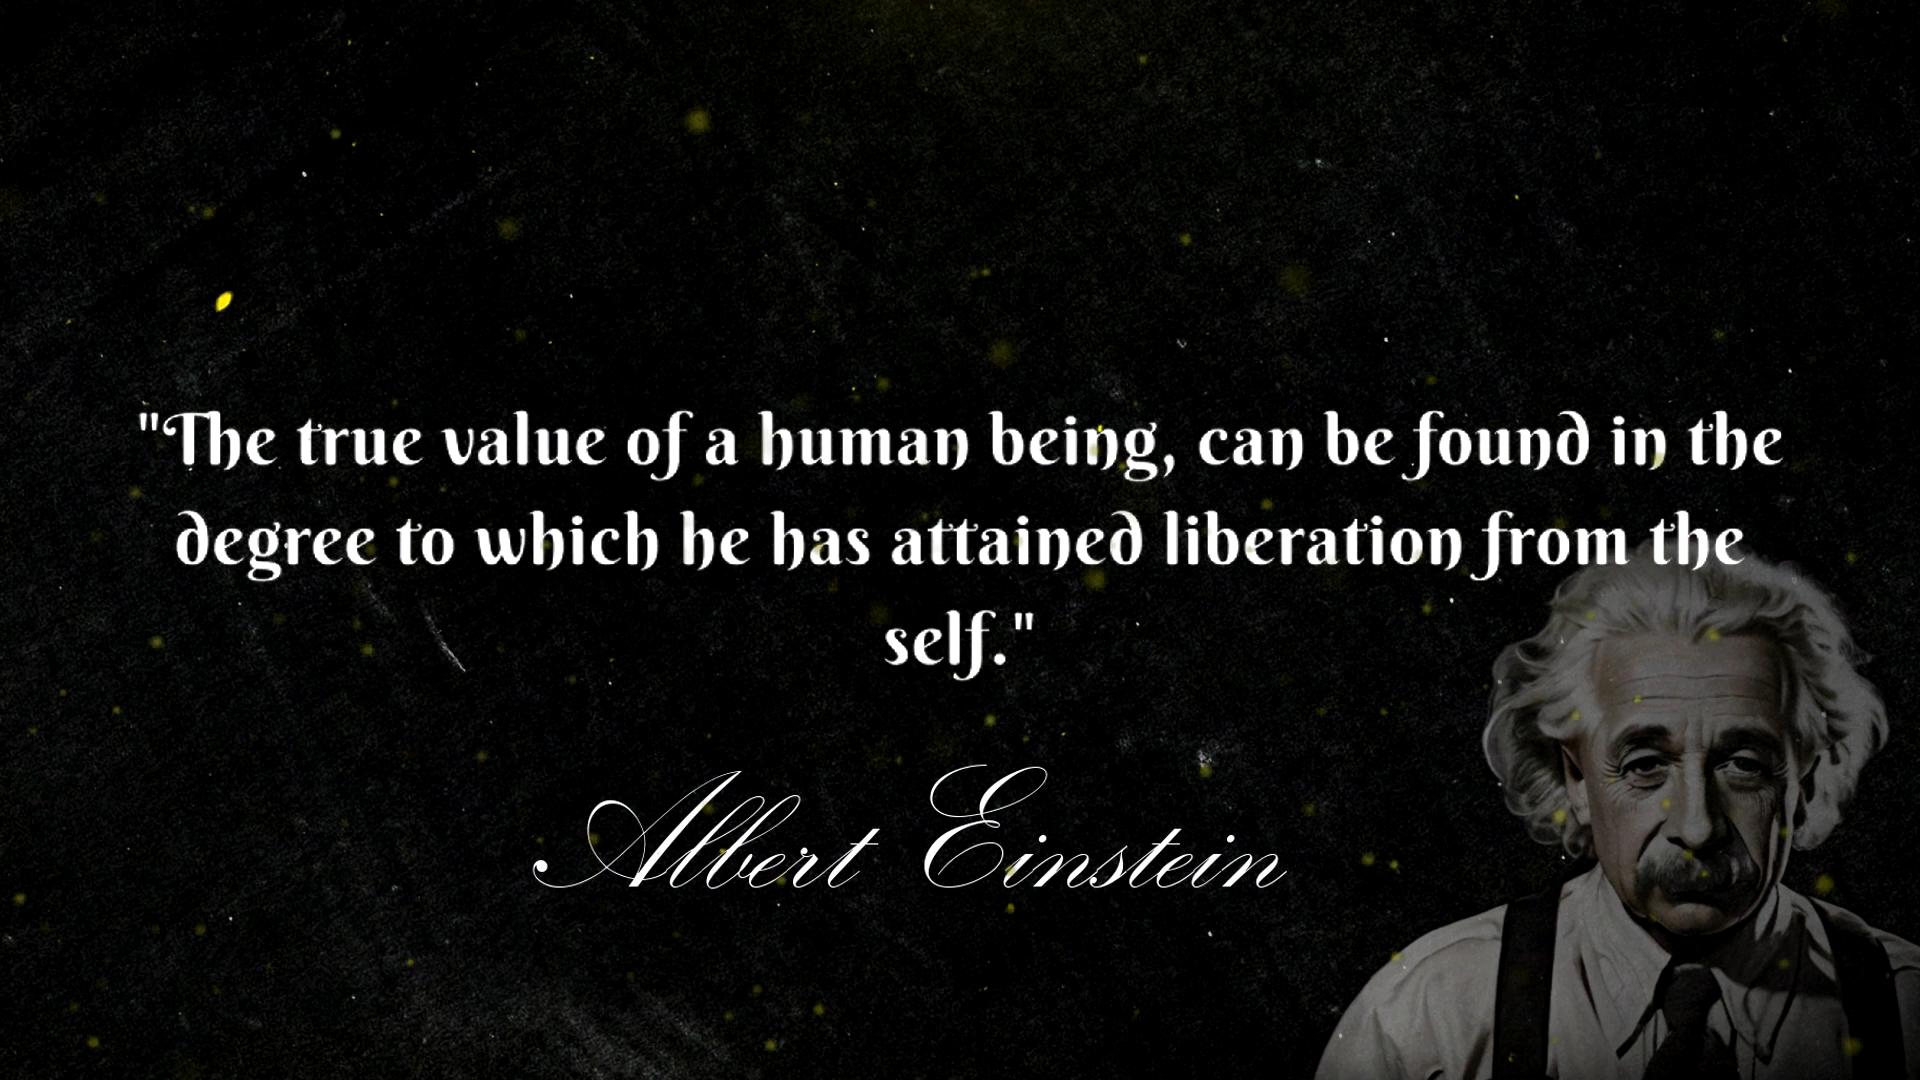 "The true value of a human being, can be found in the
degree to which he has attained liberation from the
self."
Albert Einstein